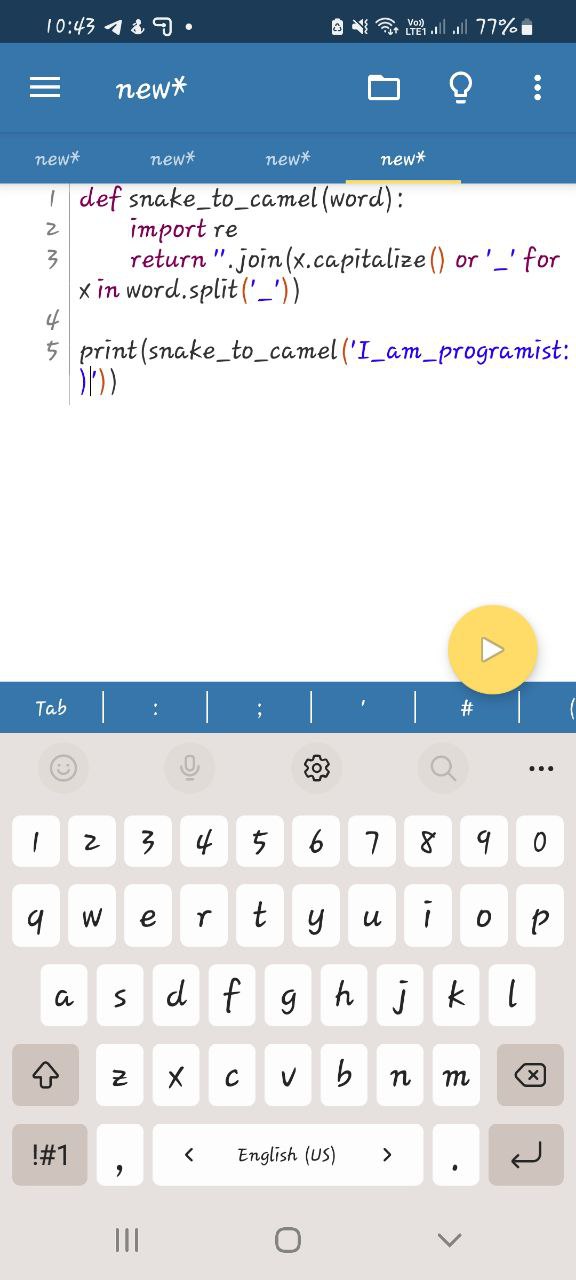 10:43 Vo)) LTE1 77%
new*
new* new* new* new*
1 def snake_to_camel(word):
2 import re
3 return ''.join(x.capitalize() or '_' for
x in word.split('_'))
4
5 print(snake_to_camel('I_am_programist:
)'))
Tab : ; ' # (
1 2 3 4 5 6 7 8 9 0
q w e r t y u i o p
a s d f g h j k l
z x c v b n m
!#1 , < English (US) > .